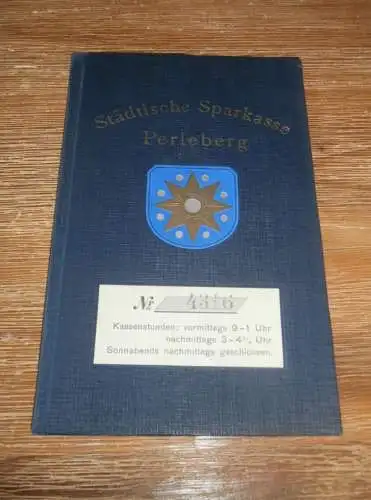 Städtische Sparkasse
Perleberg
№ 4316
Kassenstunden: vormittags 9–1 Uhr
nachmittags 3–4½ Uhr
Sonnabends nachmittags geschlossen.